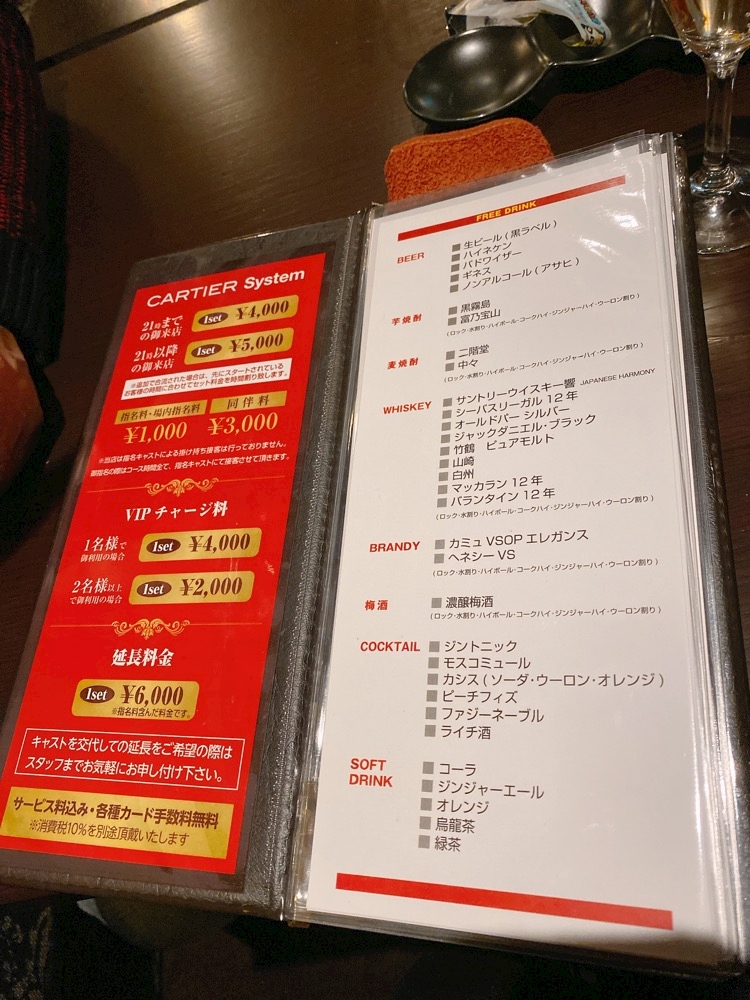 CARTIER System
21時まで
の御来店
1set ¥4,000
21時以降
の御来店
1set ¥5,000
※追加で合流された場合は、先にスタートされている
お客様の時間に合わせてセット料金を時間割り致します。
指名料・場内指名料
¥1,000
同伴料
¥3,000
※当店は指名キャストによる掛け持ち接客は行っておりません。
御指名の際はコース時間全て、指名キャストにて接客させて頂きます。
VIPチャージ料
1名様で
御利用の場合
1set ¥4,000
2名様以上
で御利用の場合
1set ¥2,000
延長料金
1set ¥6,000
※指名料含んだ料金です。
キャストを交代しての延長をご希望の際は
スタッフまでお気軽にお申し付け下さい。
サービス料込み・各種カード手数料無料
※消費税10%を別途頂戴いたします
FREE DRINK
BEER
生ビール(黒ラベル)
ハイネケン
バドワイザー
ギネス
ノンアルコール(アサヒ)
芋焼酎
黒霧島
富乃宝山
(ロック・水割り・ハイボール・コークハイ・ジンジャーハイ・ウーロン割り)
麦焼酎
二階堂
中々
(ロック・水割り・ハイボール・コークハイ・ジンジャーハイ・ウーロン割り)
WHISKEY
サントリーウイスキー響 JAPANESE HARMONY
シーバスリーガル 12年
オールドパー シルバー
ジャックダニエル・ブラック
竹鶴 ピュアモルト
山崎
白州
マッカラン 12年
バランタイン 12年
(ロック・水割り・ハイボール・コークハイ・ジンジャーハイ・ウーロン割り)
BRANDY
カミュ VSOP エレガンス
ヘネシー VS
(ロック・水割り・ハイボール・コークハイ・ジンジャーハイ・ウーロン割り)
梅酒
濃醸梅酒
(ロック・水割り・ハイボール・コークハイ・ジンジャーハイ・ウーロン割り)
COCKTAIL
ジントニック
モスコミュール
カシス(ソーダ・ウーロン・オレンジ)
ピーチフィズ
ファジーネーブル
ライチ酒
SOFT
DRINK
コーラ
ジンジャーエール
オレンジ
烏龍茶
緑茶